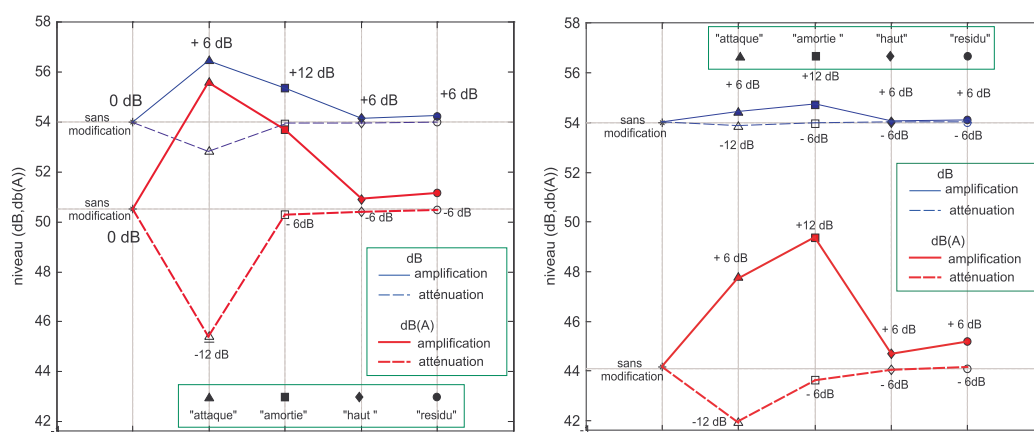 58
56
54
52
50
48
46
44
42
niveau (dB,db(A))
+ 6 dB
+12 dB
+6 dB
+6 dB
0 dB
sans
modification
sans
modification
0 dB
- 6dB
-6 dB
-6 dB
-12 dB
dB
amplification
atténuation
dB(A)
amplification
atténuation
"attaque"
"amortie"
"haut "
"residu"
58
56
54
52
50
48
46
44
42
niveau (dB,db(A))
"attaque"
"amortie "
"haut"
"residu"
+ 6 dB
+12 dB
+ 6 dB
+ 6 dB
sans
modification
-12 dB
- 6dB
- 6dB
- 6dB
dB
amplification
atténuation
dB(A)
amplification
atténuation
+ 6 dB
+12 dB
+ 6 dB
+ 6 dB
sans
modification
-12 dB
- 6dB
- 6dB
- 6dB